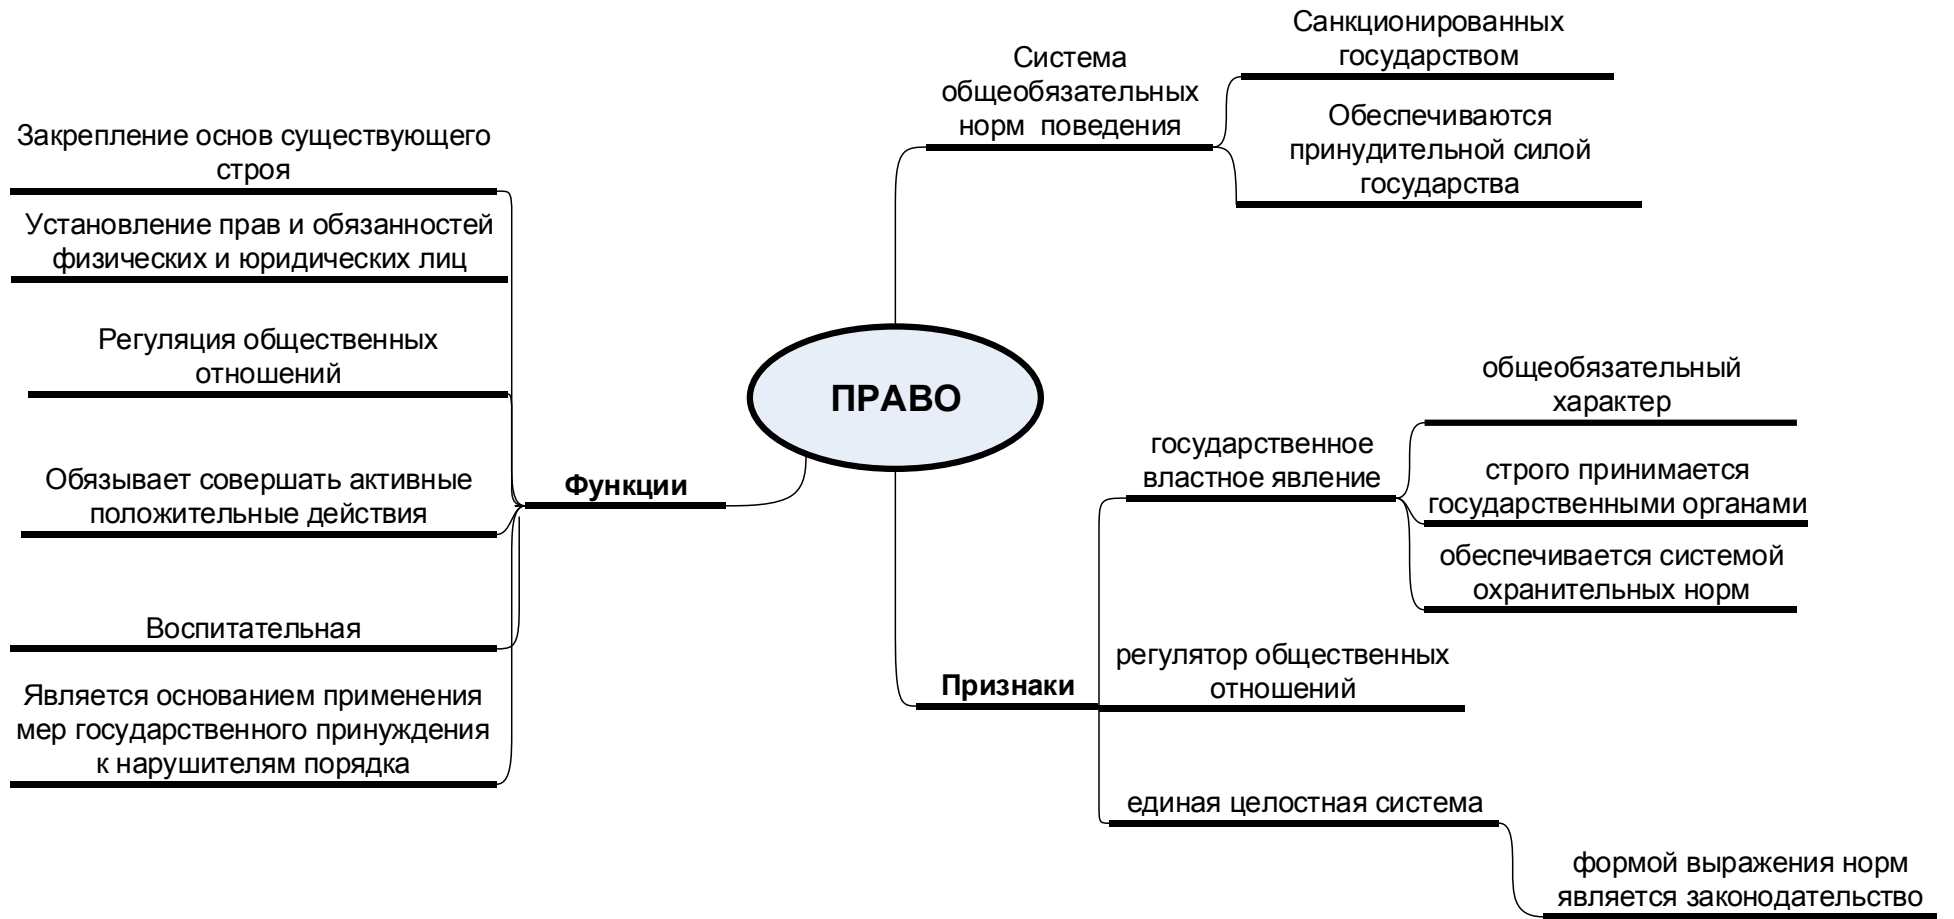 ПРАВО
Система
общеобязательных
норм поведения
Санкционированных
государством
Обеспечиваются
принудительной силой
государства
Признаки
государственное
властное явление
общеобязательный
характер
строго принимается
государственными органами
обеспечивается системой
охранительных норм
регулятор общественных
отношений
единая целостная система
формой выражения норм
является законодательство
Функции
Закрепление основ существующего
строя
Установление прав и обязанностей
физических и юридических лиц
Регуляция общественных
отношений
Обязывает совершать активные
положительные действия
Воспитательная
Является основанием применения
мер государственного принуждения
к нарушителям порядка